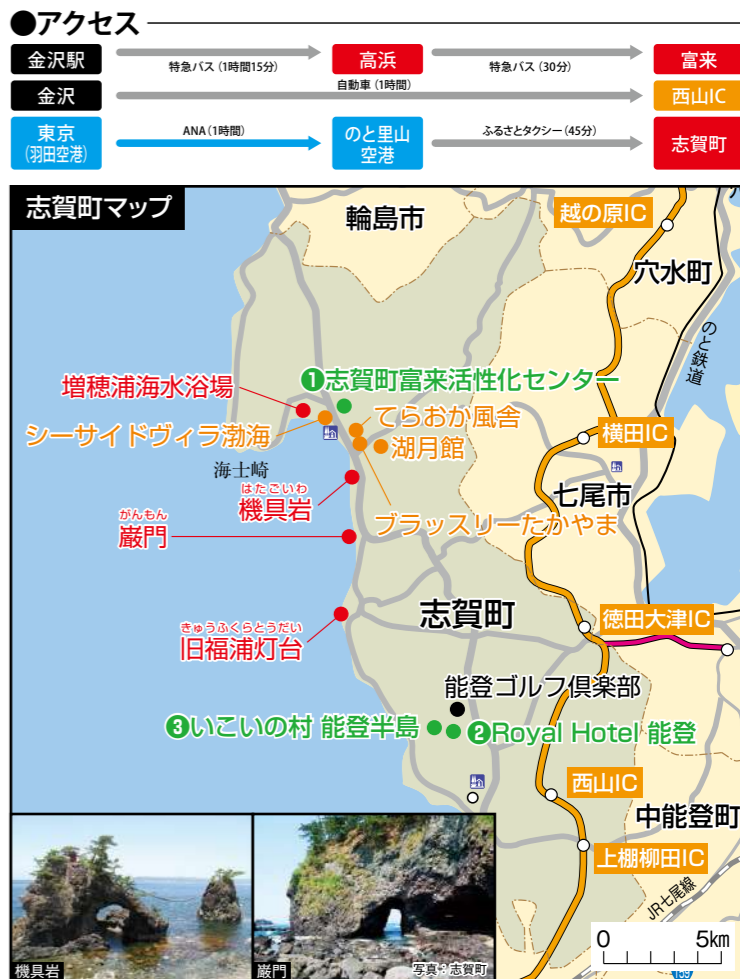 ●アクセス
金沢駅
特急バス（1時間15分）
高浜
特急バス（30分）
富来
金沢
自動車（1時間）
西山IC
東京
（羽田空港）
ANA（1時間）
のと里山
空港
ふるさとタクシー（45分）
志賀町
志賀町マップ
輪島市
越の原IC
穴水町
のと鉄道
❶志賀町富来活性化センター
増穂浦海水浴場
てらおか風舎
シーサイドヴィラ渤海
湖月館
横田IC
海士崎
はたごいわ
機具岩
七尾市
ブラッスリーたかやま
がんもん
巌門
志賀町
徳田大津IC
きゅうふくらとうだい
旧福浦灯台
能登ゴルフ倶楽部
❸いこいの村 能登半島
❷Royal Hotel 能登
西山IC
中能登町
上棚柳田IC
JR七尾線
機具岩
巌門
写真：志賀町
0 5㎞
159